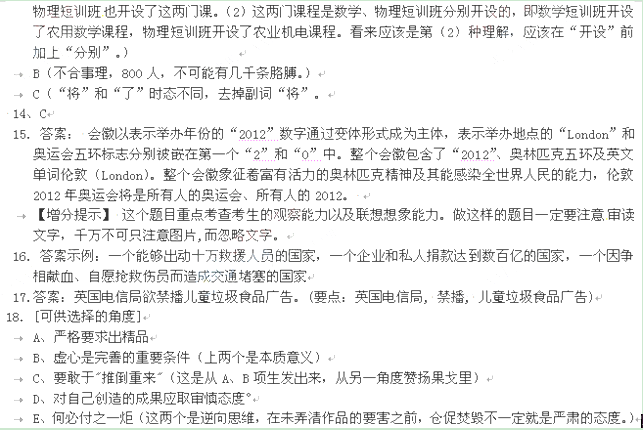 物理短训班也开设了这两门课。（2）这两门课程是数学、物理短训班分别开设的，即数学短训班开设
了农用数学课程，物理短训班开设了农业机电课程。看来应该是第（2）种理解，应该在“开设”前
加上“分别”。）
B（不合事理，800人，不可能有几千条胳膊。）
C（“将”和“了”时态不同，去掉副词“将”。
14、C
15. 答案： 会徽以表示举办年份的“2012”数字通过变体形式成为主体，表示举办地点的“London”和
奥运会五环标志分别被嵌在第一个“2”和“0”中。整个会徽包含了“2012”、奥林匹克五环及英文
单词伦敦（London）。整个会徽象征着富有活力的奥林匹克精神及其能感染全世界人民的能力，伦敦
2012年奥运会将是所有人的奥运会、所有人的2012。
【增分提示】 这个题目重点考查考生的观察能力以及联想想象能力。做这样的题目一定要注意审读
文字，千万不可只注意图片,而忽略文字。
16. 答案示例：一个能够出动十万救援人员的国家，一个企业和私人捐款达到数百亿的国家，一个因争
相献血、自愿抢救伤员而造成交通堵塞的国家
17.答案：英国电信局欲禁播儿童垃圾食品广告。(要点：英国电信局, 禁播, 儿童垃圾食品广告)
18. [可供选择的角度]
A、严格要求出精品
B、虚心是完善的重要条件（上两个是本质意义）
C、要敢于"推倒重来"（这是从A、B项生发出来，从另一角度赞扬果戈里）
D、对自己创造的成果应取审慎态度
E、何必付之一炬（这两个是逆向思维，在未弄清作品的要害之前，仓促焚毁不一定就是严肃的态度。）